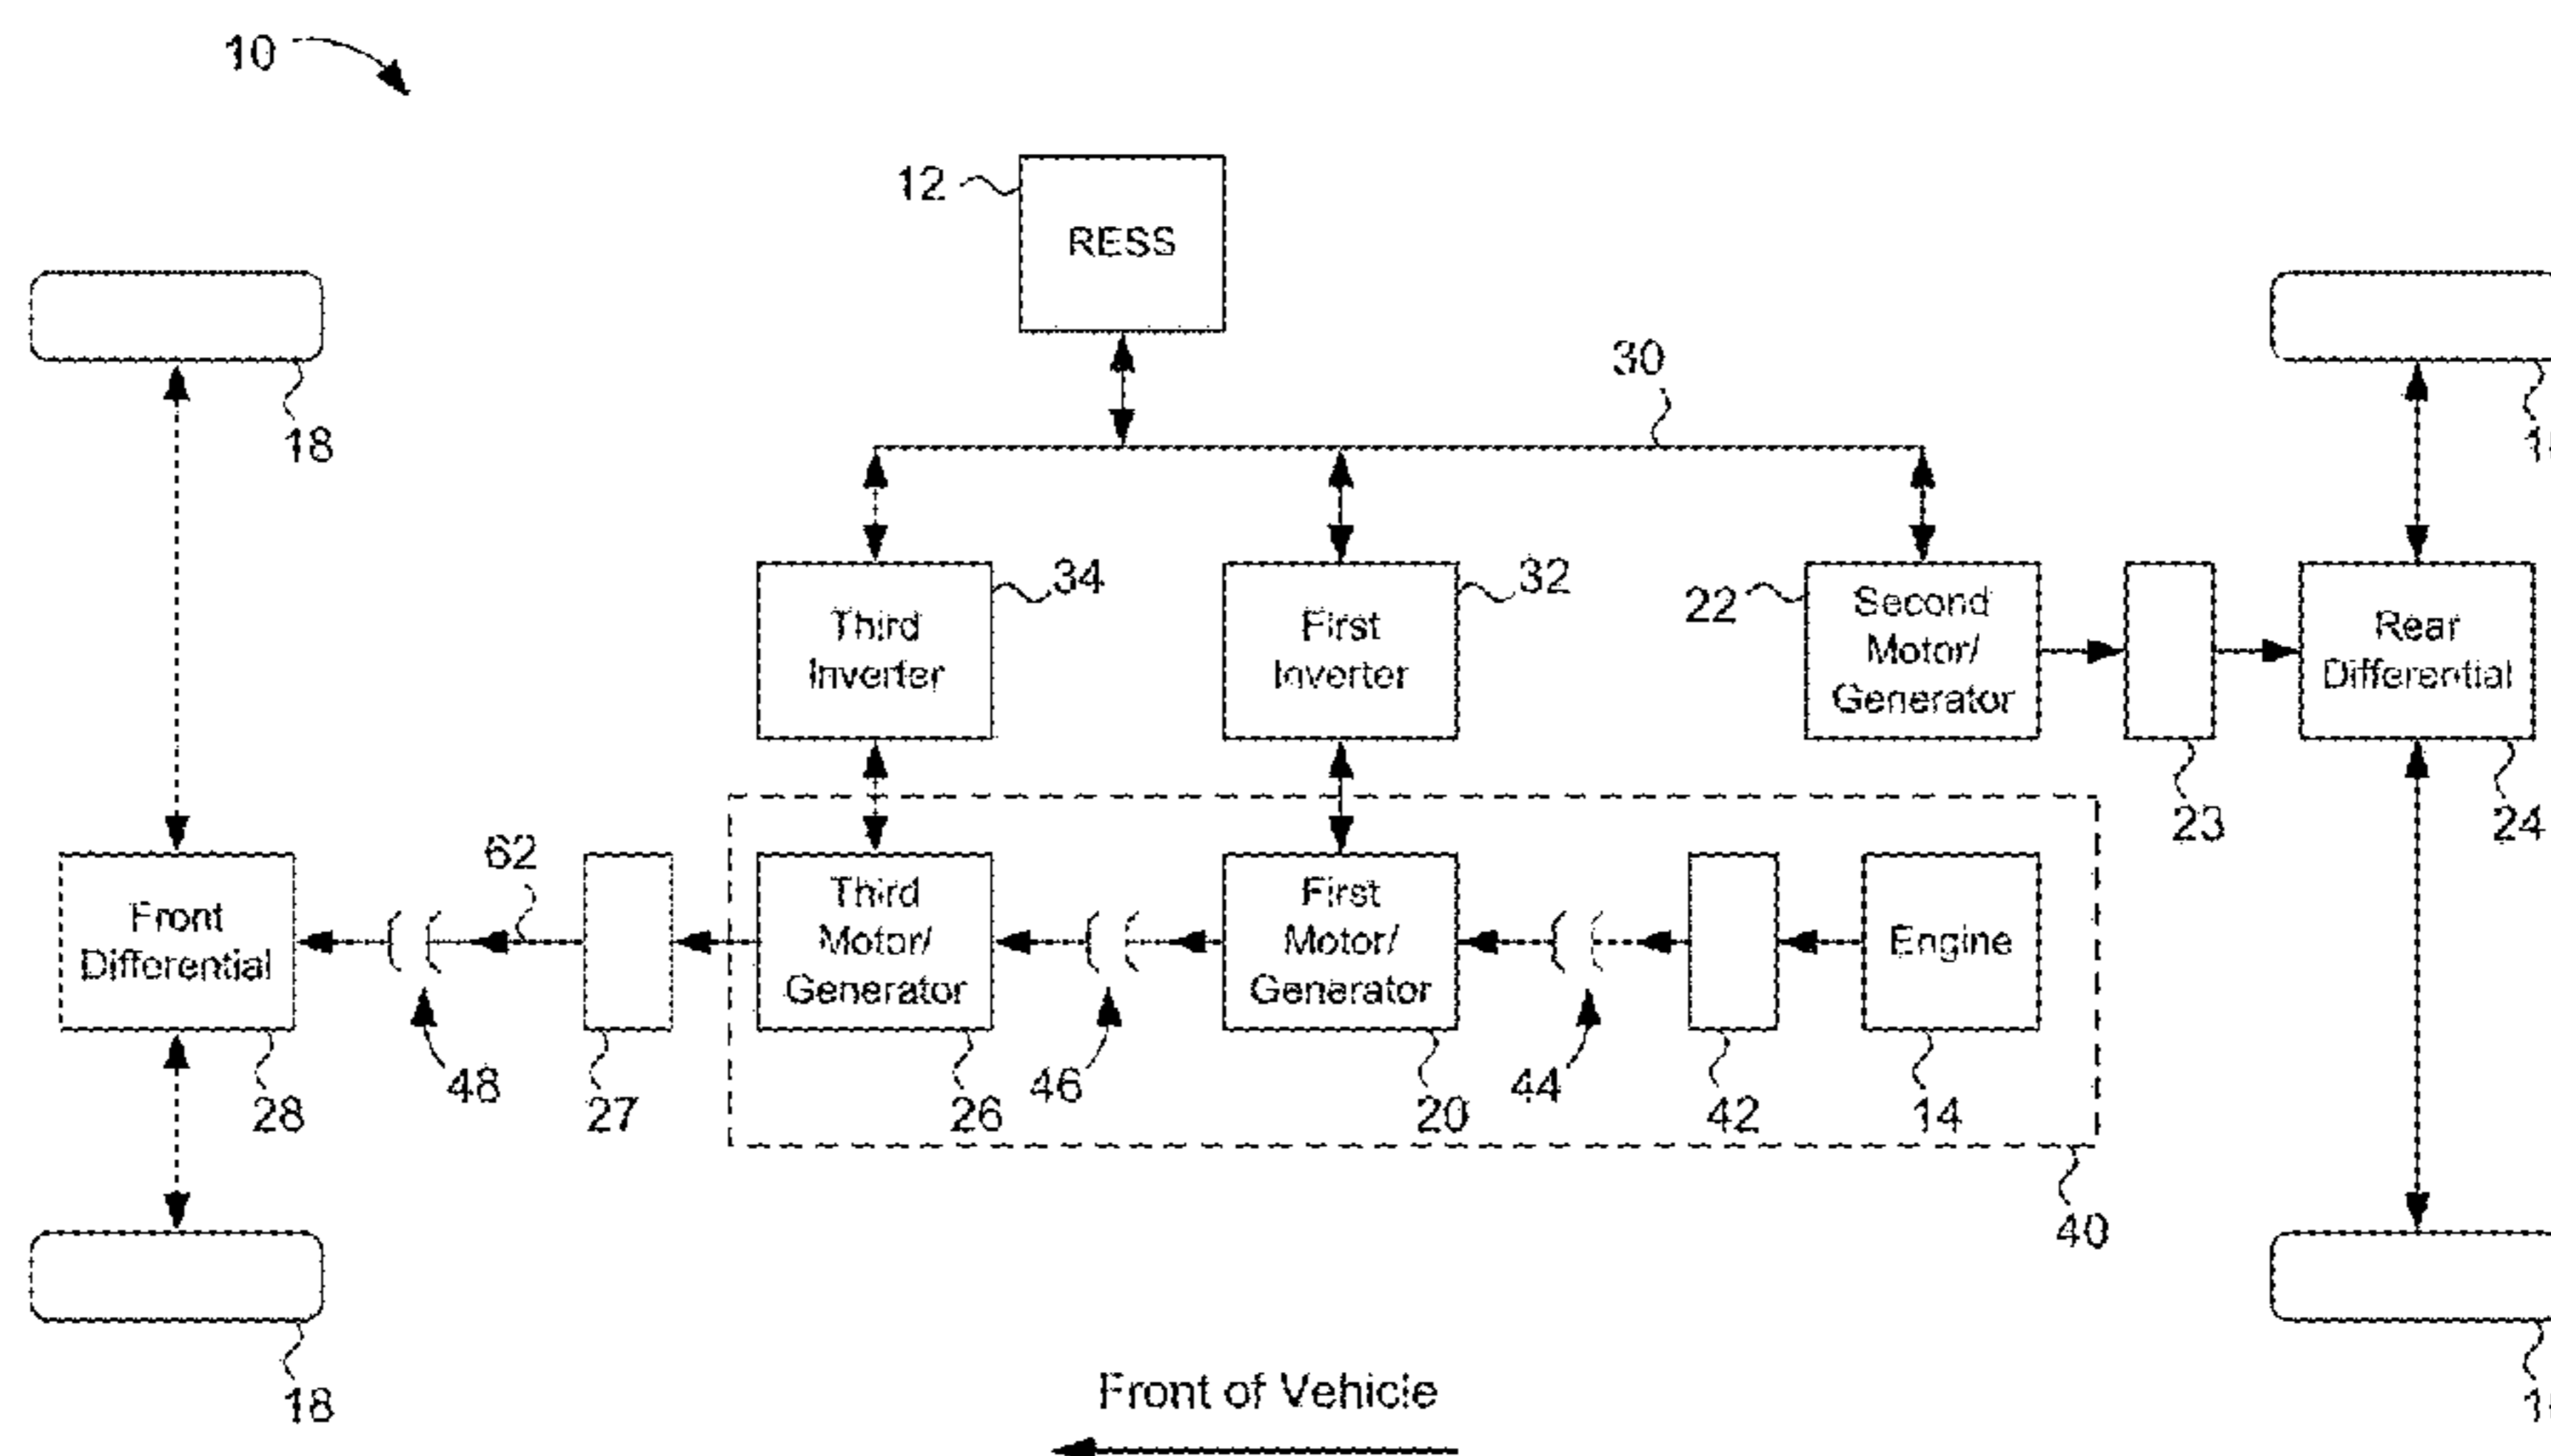 10
12
RESS
30
18
1
34
32
22
Third
Inverter
First
Inverter
Second
Motor/
Generator
Rear
Differential
23
24
62
Front
Differential
Third
Motor/
Generator
First
Motor/
Generator
Engine
48
46
44
28
27
26
20
42
14
40
18
1
Front of Vehicle